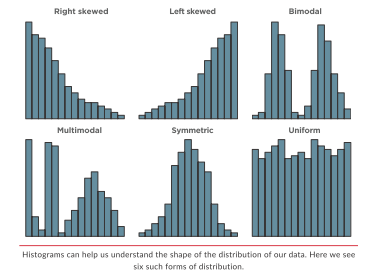 Right skewed
Left skewed
Bimodal
Multimodal
Symmetric
Uniform
Histograms can help us understand the shape of the distribution of our data. Here we see
six such forms of distribution.